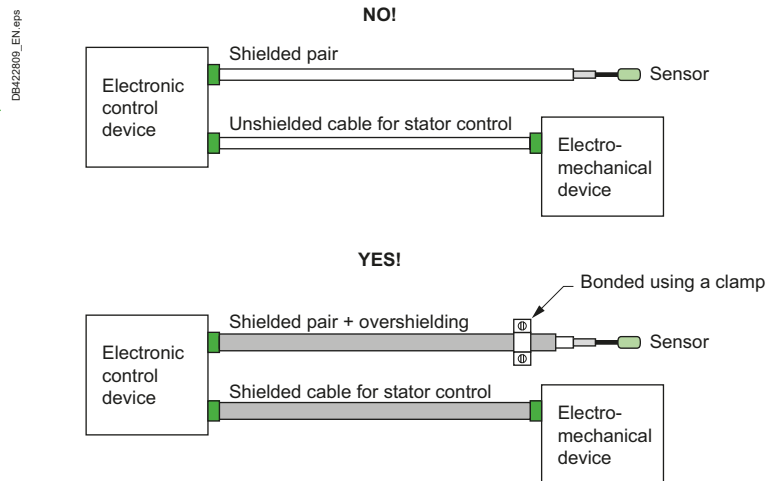 DB422809_EN.eps
NO!
Shielded pair
Electronic
control
device
Sensor
Unshielded cable for stator control
Electro-
mechanical
device
YES!
Bonded using a clamp
Shielded pair + overshielding
Electronic
control
device
Sensor
Shielded cable for stator control
Electro-
mechanical
device